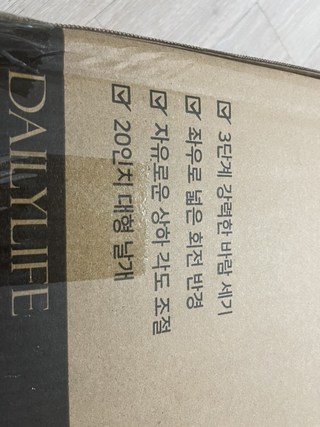 ☑ 3단계 강력한 바람 세기
☑ 좌우로 넓은 회전 반경
☑ 자유로운 상하 각도 조절
☑ 20인치 대형 날개
DAILYLIFE